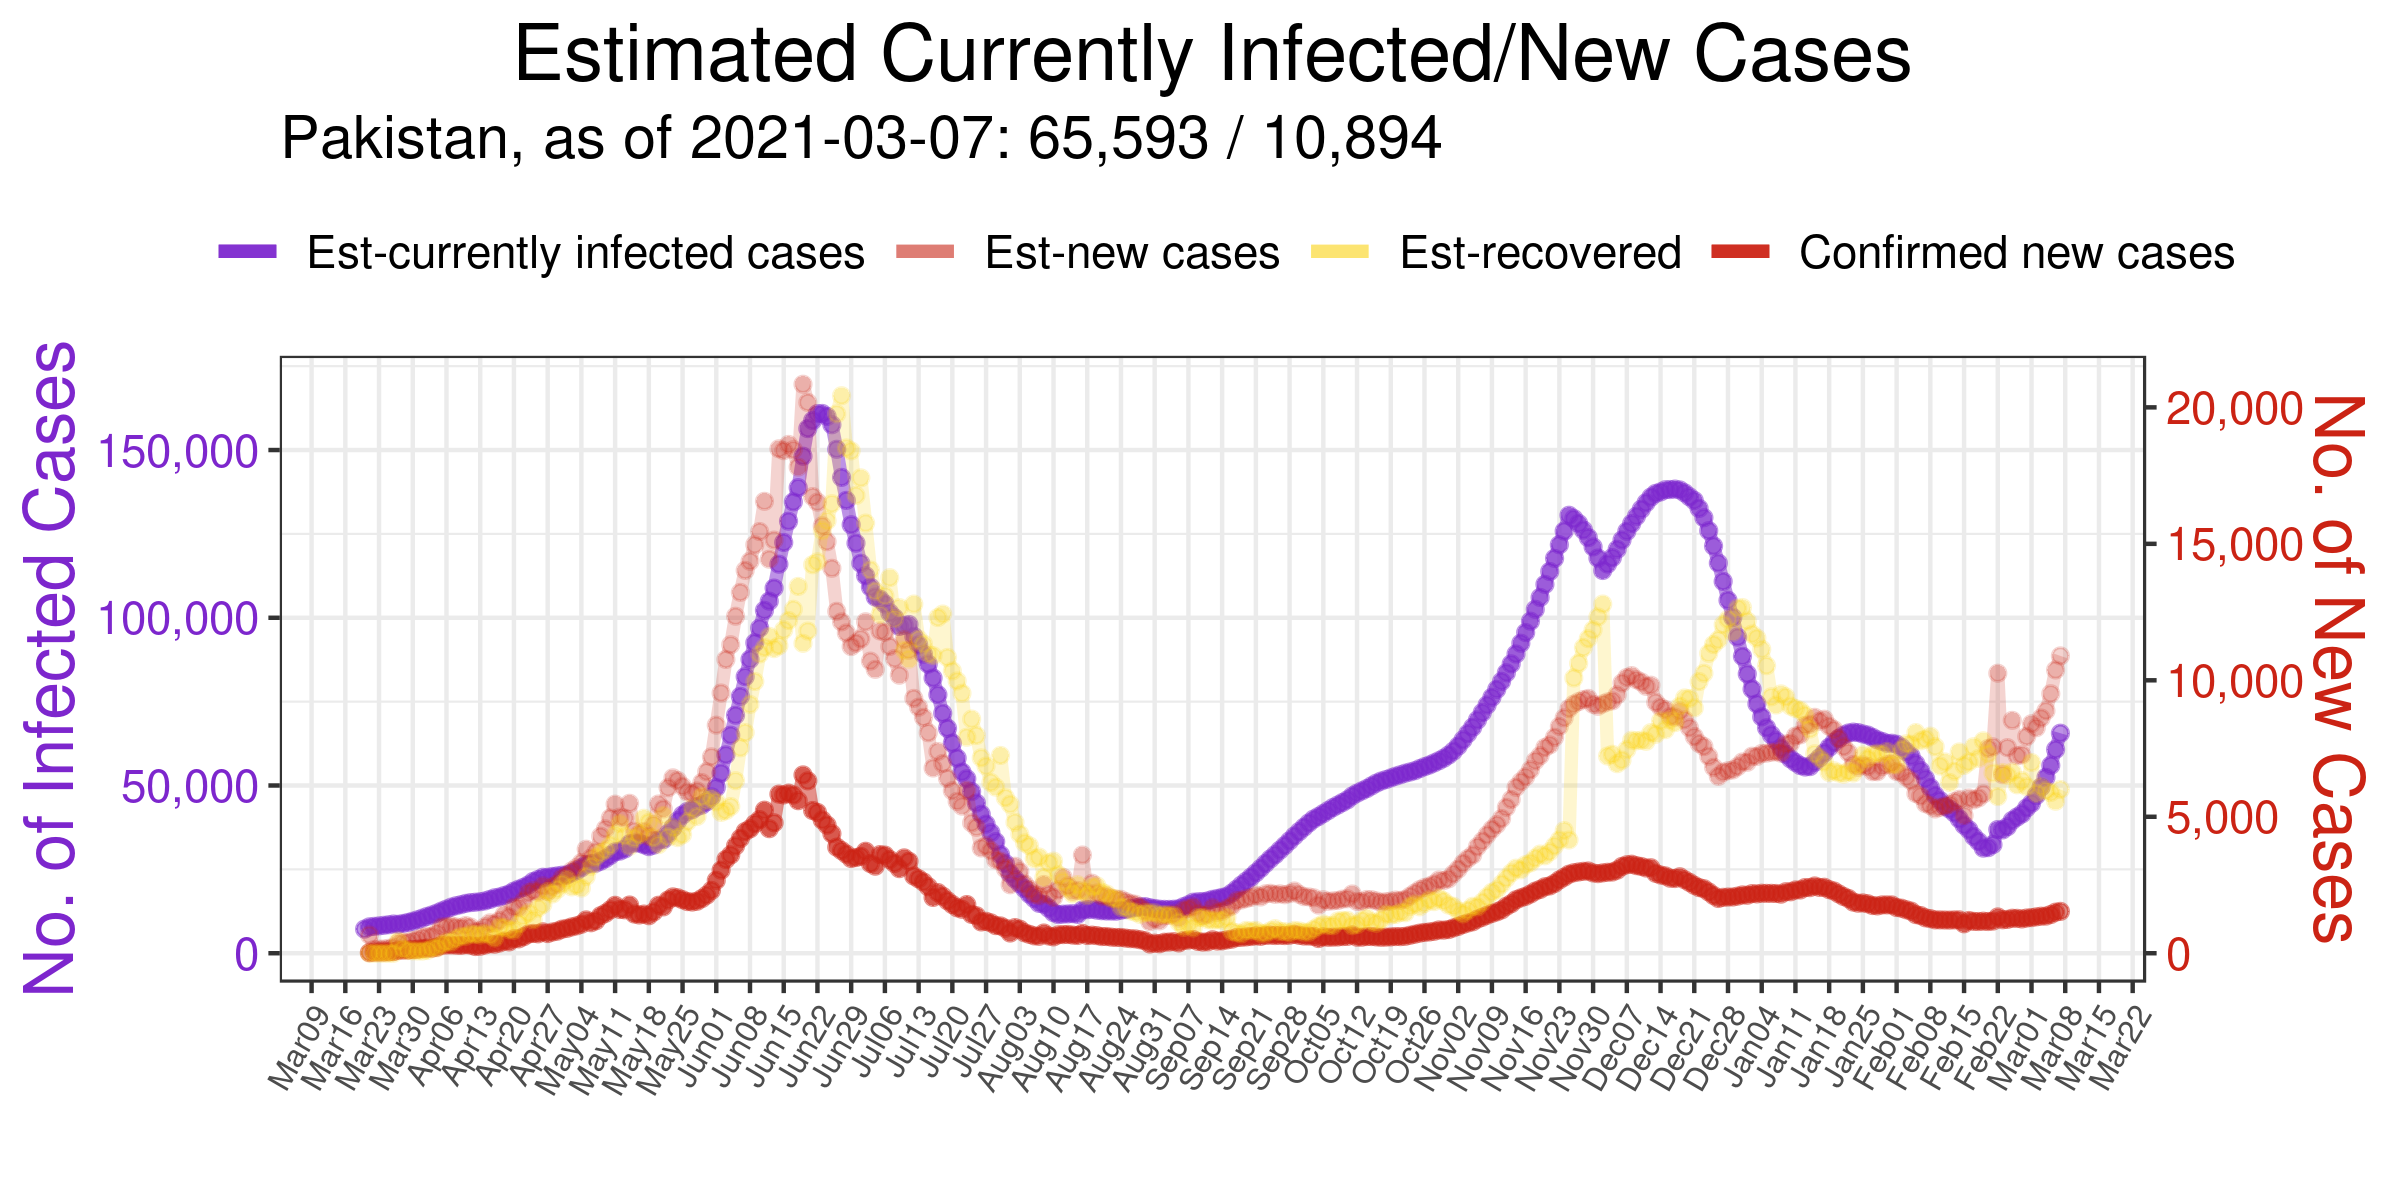 Estimated Currently Infected/New Cases
Pakistan, as of 2021-03-07: 65,593 / 10,894
Est-currently infected cases Est-new cases Est-recovered Confirmed new cases
No. of Infected Cases
150,000
100,000
50,000
0
20,000
15,000
10,000
5,000
0
No. of New Cases
Mar09 Mar16 Mar23 Mar30 Apr06 Apr13 Apr20 Apr27 May04 May11 May18 May25 Jun01 Jun08 Jun15 Jun22 Jun29 Jul06 Jul13 Jul20 Jul27 Aug03 Aug10 Aug17 Aug24 Aug31 Sep07 Sep14 Sep21 Sep28 Oct05 Oct12 Oct19 Oct26 Nov02 Nov09 Nov16 Nov23 Nov30 Dec07 Dec14 Dec21 Dec28 Jan04 Jan11 Jan18 Jan25 Feb01 Feb08 Feb15 Feb22 Mar01 Mar08 Mar15 Mar22